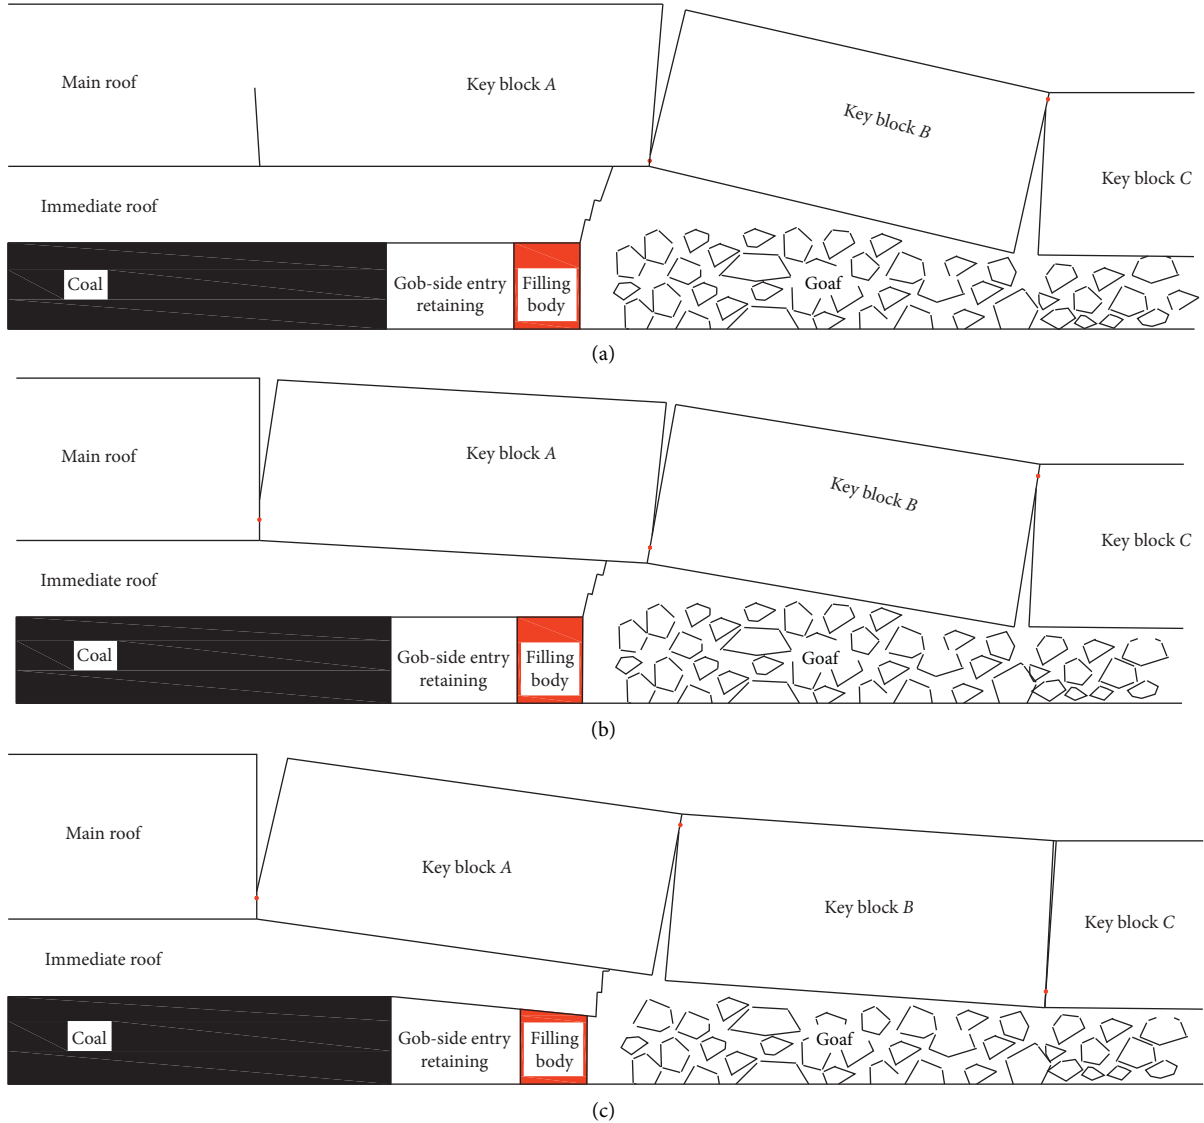 Main roof
Key block A
Key block B
Key block C
Immediate roof
Coal
Gob-side entry
retaining
Filling
body
Goaf
(a)
Main roof
Key block A
Key block B
Key block C
Immediate roof
Coal
Gob-side entry
retaining
Filling
body
Goaf
(b)
Main roof
Key block A
Key block B
Key block C
Immediate roof
Coal
Gob-side entry
retaining
Filling
body
Goaf
(c)